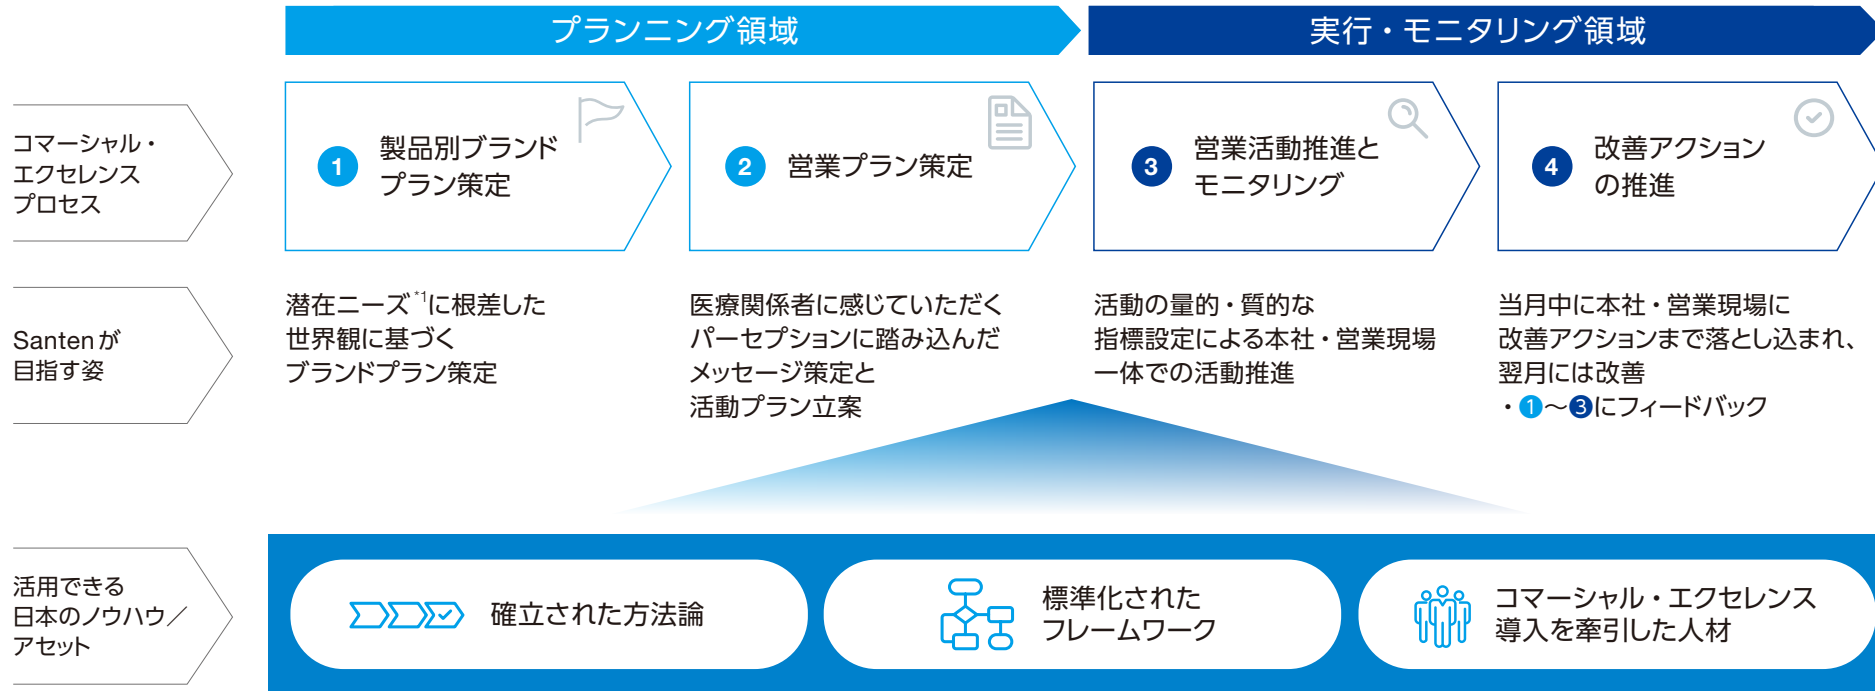 プランニング領域
実行・モニタリング領域
コマーシャル・
エクセレンス
プロセス
1
製品別ブランド
プラン策定
2
営業プラン策定
3
営業活動推進と
モニタリング
4
改善アクション
の推進
Santenが
目指す姿
潜在ニーズ*1に根差した
世界観に基づく
ブランドプラン策定
医療関係者に感じていただく
パーセプションに踏み込んだ
メッセージ策定と
活動プラン立案
活動の量的・質的な
指標設定による本社・営業現場
一体での活動推進
当月中に本社・営業現場に
改善アクションまで落とし込まれ、
翌月には改善
・❶～❸にフィードバック
活用できる
日本のノウハウ／
アセット
確立された方法論
標準化された
フレームワーク
コマーシャル・エクセレンス
導入を牽引した人材